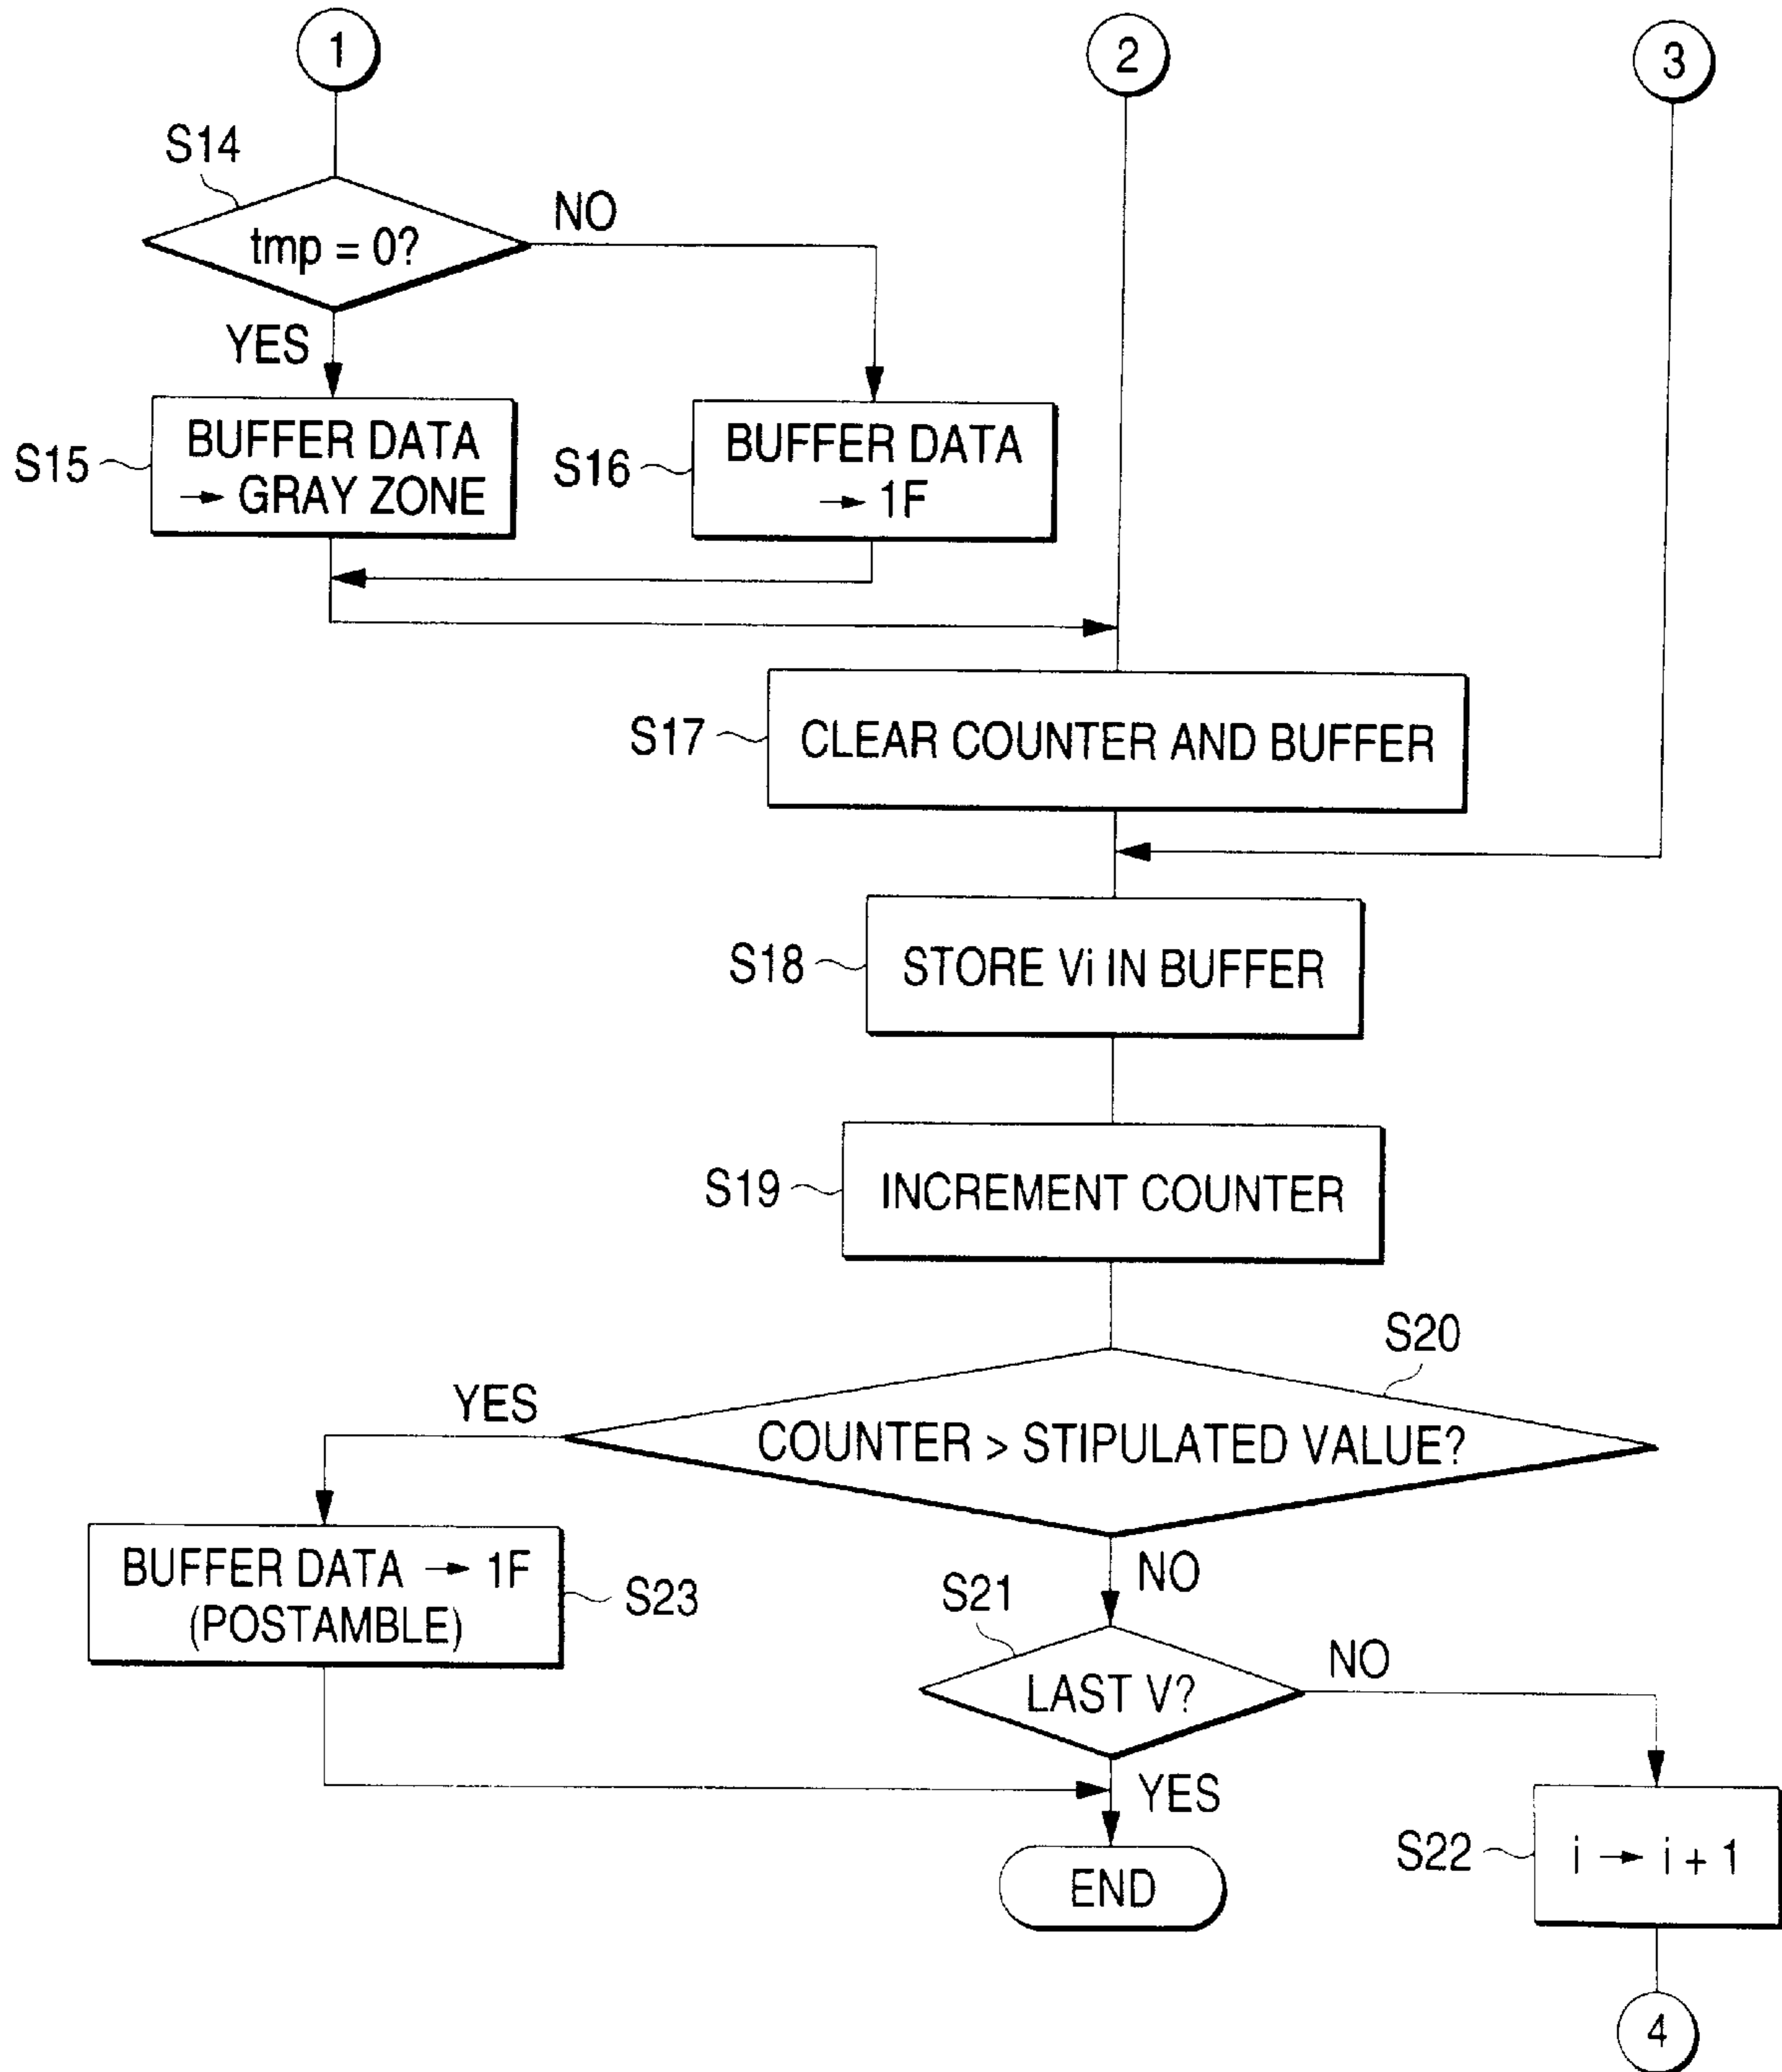 1
2
3
S14
tmp = 0?
NO
YES
S15
BUFFER DATA
→ GRAY ZONE
S16
BUFFER DATA
→ 1F
S17
CLEAR COUNTER AND BUFFER
S18
STORE Vi IN BUFFER
S19
INCREMENT COUNTER
S20
YES
COUNTER > STIPULATED VALUE?
BUFFER DATA → 1F
(POSTAMBLE)
S23
NO
S21
LAST V?
NO
YES
S22
i → i + 1
END
4